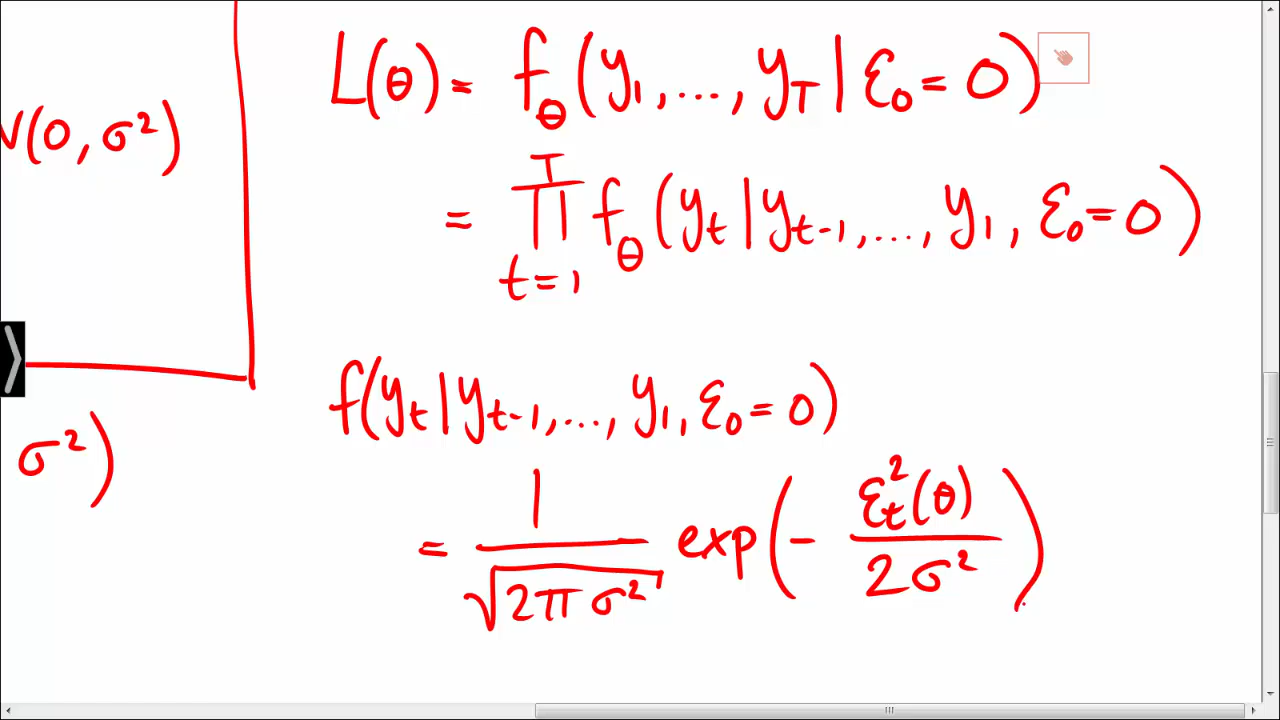 L(θ) = f_θ(y_1, ..., y_T | ε_0 = 0)
N(0, σ²)
= ∏_{t=1}^{T} f_θ(y_t | y_{t-1}, ..., y_1, ε_0 = 0)
f(y_t | y_{t-1}, ..., y_1, ε_0 = 0)
σ²)
= 1/√(2πσ²) exp(- ε_t²(θ)/2σ²)